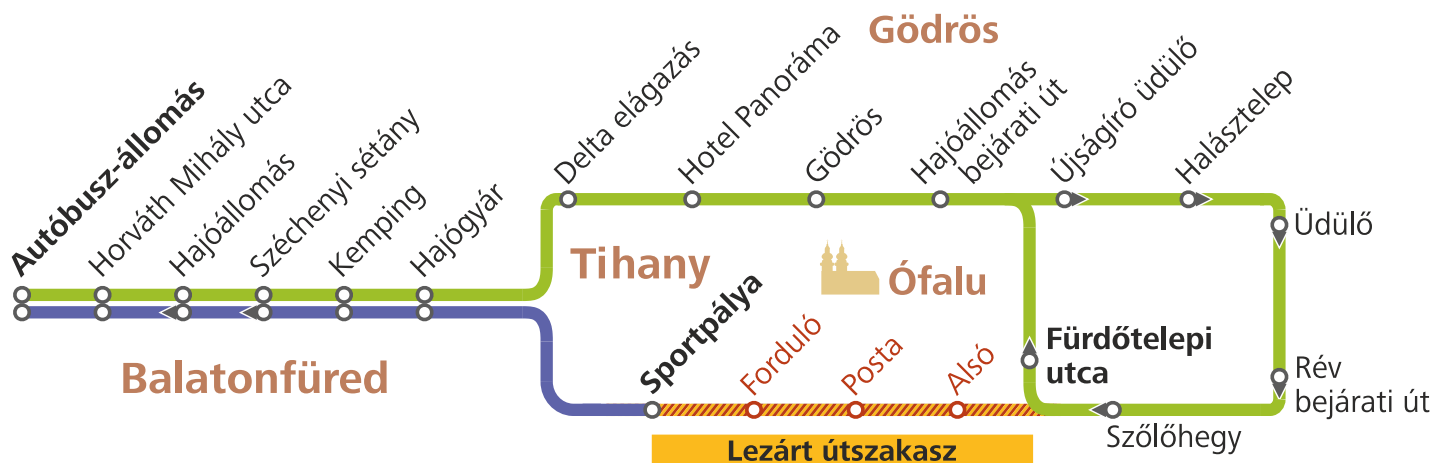 Gödrös
Autóbusz-állomás
Horváth Mihály utca
Hajóállomás
Széchenyi sétány
Kemping
Hajógyár
Delta elágazás
Hotel Panoráma
Gödrös
Hajóállomás
bejárati út
Újságíró üdülő
Halásztelep
Üdülő
Tihany
Ófalu
Balatonfüred
Sportpálya
Forduló
Posta
Alsó
Fürdőtelepi
utca
Rév
bejárati út
Szőlőhegy
Lezárt útszakasz